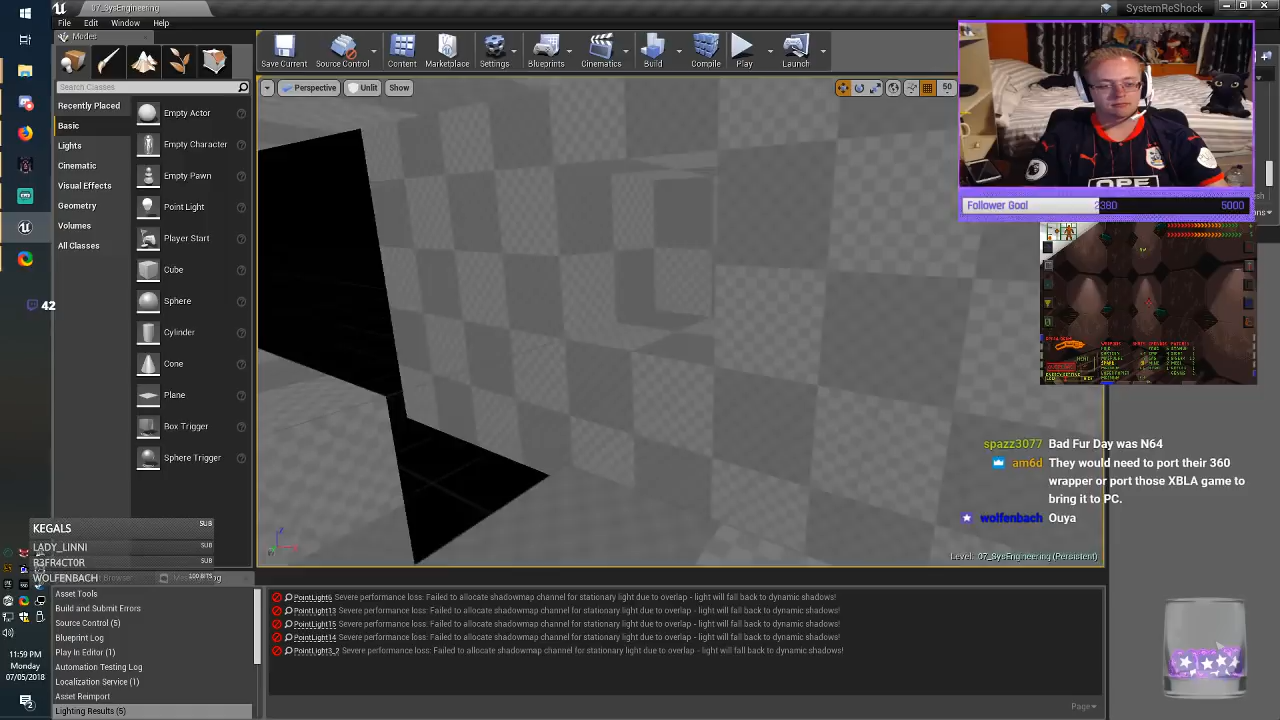 07_SysEngineering
SystemReShock
File Edit Window Help
Modes
Search Classes
Recently Placed
Basic
Lights
Cinematic
Visual Effects
Geometry
Volumes
All Classes
Empty Actor
Empty Character
Empty Pawn
Point Light
Player Start
Cube
Sphere
Cylinder
Cone
Plane
Box Trigger
Sphere Trigger
Save Current
Source Control
Content
Marketplace
Settings
Blueprints
Cinematics
Build
Compile
Play
Launch
Perspective
Unlit
Show
50
OPE
Follower Goal 2380 5000
42
spazz3077 Bad Fur Day was N64
am6d They would need to port their 360
wrapper or port those XBLA game to
bring it to PC.
wolfenbach Ouya
Level: 07_SysEngineering (Persistent)
KEGALS SUB
LADY_LINNI SUB
R3FR4CT0R SUB
WOLFENBACH 100 BITS
Asset Tools
Build and Submit Errors
Source Control (5)
Blueprint Log
Play In Editor (1)
Automation Testing Log
Localization Service (1)
Asset Reimport
Lighting Results (5)
PointLight6 Severe performance loss: Failed to allocate shadowmap channel for stationary light due to overlap - light will fall back to dynamic shadows!
PointLight13 Severe performance loss: Failed to allocate shadowmap channel for stationary light due to overlap - light will fall back to dynamic shadows!
PointLight15 Severe performance loss: Failed to allocate shadowmap channel for stationary light due to overlap - light will fall back to dynamic shadows!
PointLight14 Severe performance loss: Failed to allocate shadowmap channel for stationary light due to overlap - light will fall back to dynamic shadows!
PointLight3_2 Severe performance loss: Failed to allocate shadowmap channel for stationary light due to overlap - light will fall back to dynamic shadows!
Page
11:59 PM
Monday
07/05/2018